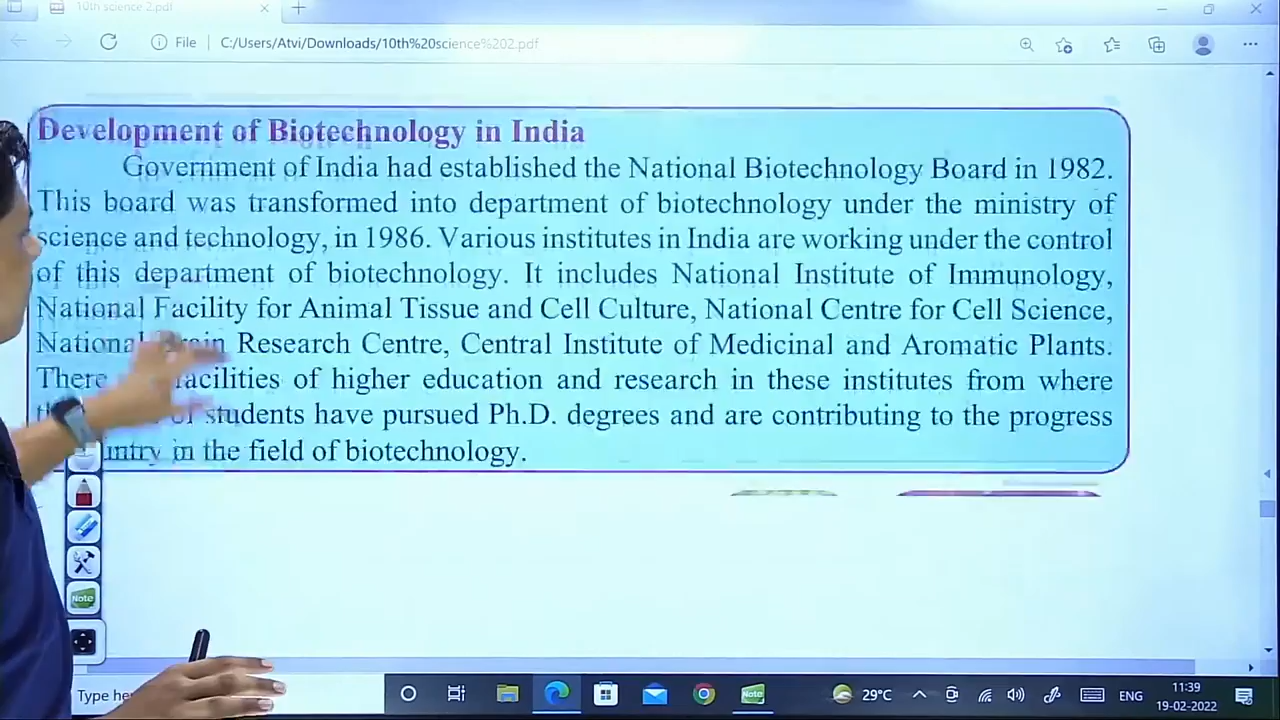 10th science 2.pdf
File
C:/Users/Atvi/Downloads/10th%20science%202.pdf
Development of Biotechnology in India
Government of India had established the National Biotechnology Board in 1982.
This board was transformed into department of biotechnology under the ministry of
science and technology, in 1986. Various institutes in India are working under the control
of this department of biotechnology. It includes National Institute of Immunology,
National Facility for Animal Tissue and Cell Culture, National Centre for Cell Science,
National Brain Research Centre, Central Institute of Medicinal and Aromatic Plants.
There facilities of higher education and research in these institutes from where
of students have pursued Ph.D. degrees and are contributing to the progress
in the field of biotechnology.
Note
Type her
Note
29°C
ENG
11:39
19-02-2022